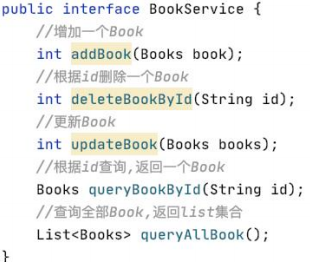 public interface BookService {
    //增加一个Book
    int addBook(Books book);
    //根据id删除一个Book
    int deleteBookById(String id);
    //更新Book
    int updateBook(Books books);
    //根据id查询,返回一个Book
    Books queryBookById(String id);
    //查询全部Book,返回list集合
    List<Books> queryAllBook();
}